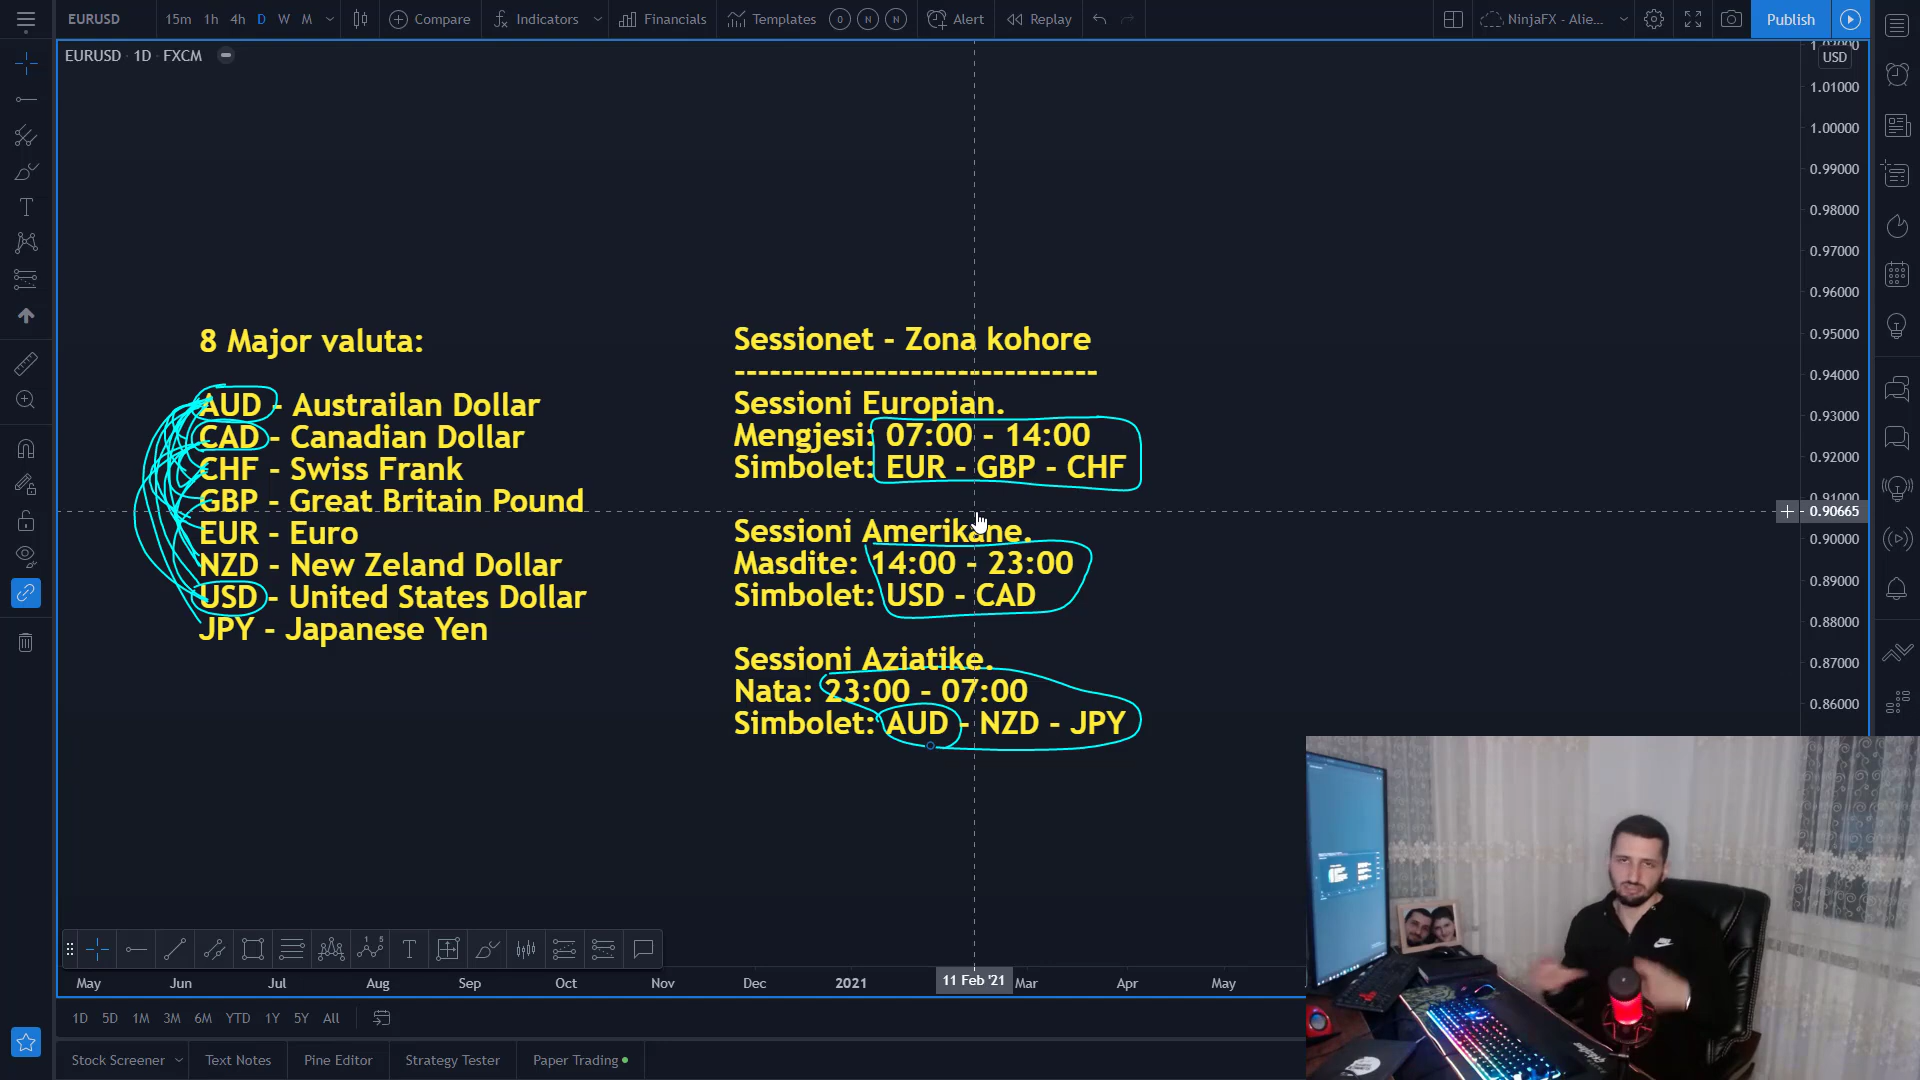 EURUSD
15m 1h 4h D W M
Compare
Indicators
Financials
Templates
O N N
Alert
Replay
NinjaFX - Alie...
Publish
EURUSD · 1D · FXCM
USD
1.01000
1.00000
0.99000
0.98000
0.97000
0.96000
0.95000
0.94000
0.93000
0.92000
0.91000
0.90665
0.90000
0.89000
0.88000
0.87000
0.86000
8 Major valuta:
AUD - Austrailan Dollar
CAD - Canadian Dollar
CHF - Swiss Frank
GBP - Great Britain Pound
EUR - Euro
NZD - New Zeland Dollar
USD - United States Dollar
JPY - Japanese Yen
Sessionet - Zona kohore
-------------------------------
Sessioni Europian.
Mengjesi: 07:00 - 14:00
Simbolet: EUR - GBP - CHF
Sessioni Amerikane.
Masdite: 14:00 - 23:00
Simbolet: USD - CAD
Sessioni Aziatike.
Nata: 23:00 - 07:00
Simbolet: AUD - NZD - JPY
May Jun Jul Aug Sep Oct Nov Dec 2021 11 Feb '21 Mar Apr May
1D 5D 1M 3M 6M YTD 1Y 5Y All
Stock Screener Text Notes Pine Editor Strategy Tester Paper Trading